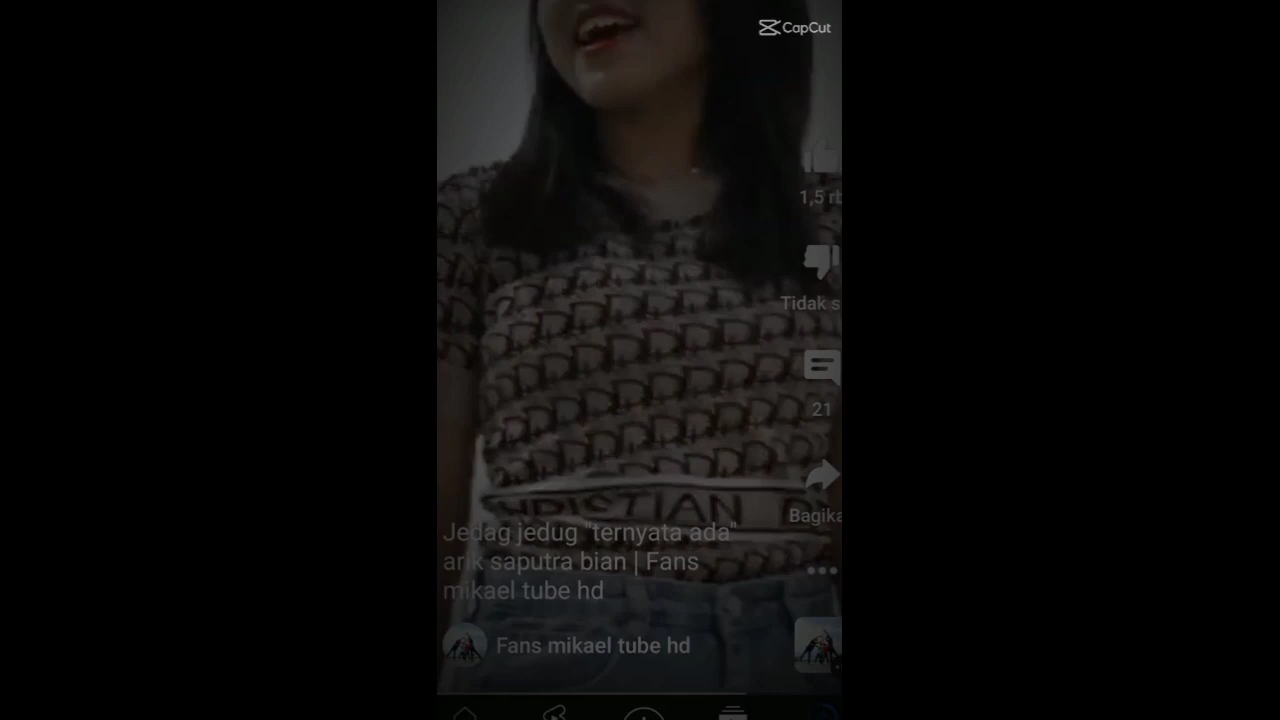 CapCut
1,5 rb
Tidak s
21
CHRISTIAN
Bagika
Jedag jedug "ternyata ada"
arik saputra bian | Fans
mikael tube hd
Fans mikael tube hd